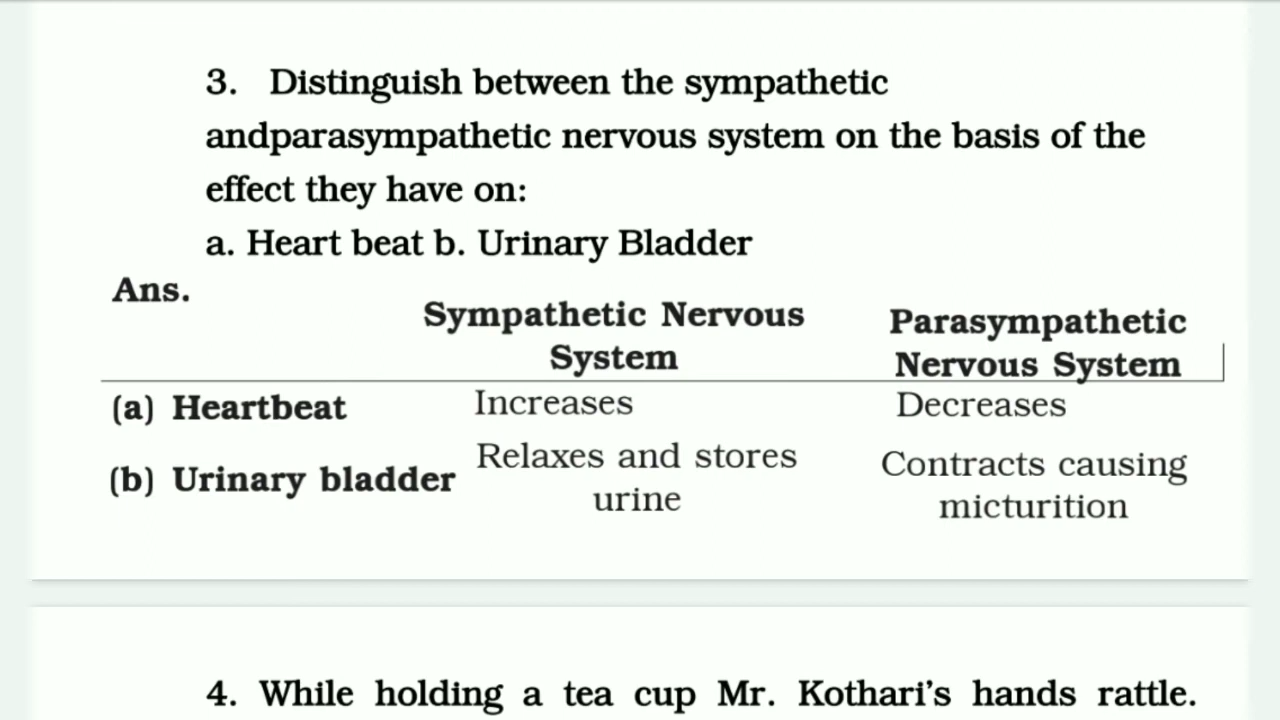 3. Distinguish between the sympathetic
andparasympathetic nervous system on the basis of the
effect they have on:
a. Heart beat b. Urinary Bladder
Ans.
Sympathetic Nervous System
Parasympathetic Nervous System
(a) Heartbeat
Increases
Decreases
(b) Urinary bladder
Relaxes and stores urine
Contracts causing micturition
4. While holding a tea cup Mr. Kothari's hands rattle.